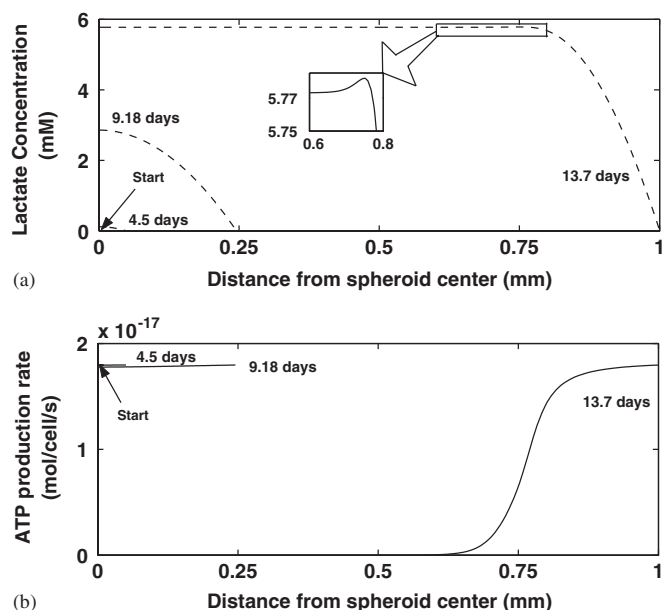 6
4
2
0
Lactate Concentration
(mM)
9.18 days
Start
4.5 days
5.77
5.75
0.6
0.8
13.7 days
0
0.25
0.5
0.75
1
(a)
Distance from spheroid center (mm)
x 10^-17
2
1
0
ATP production rate
(mol/cell/s)
4.5 days
9.18 days
Start
13.7 days
0
0.25
0.5
0.75
1
(b)
Distance from spheroid center (mm)